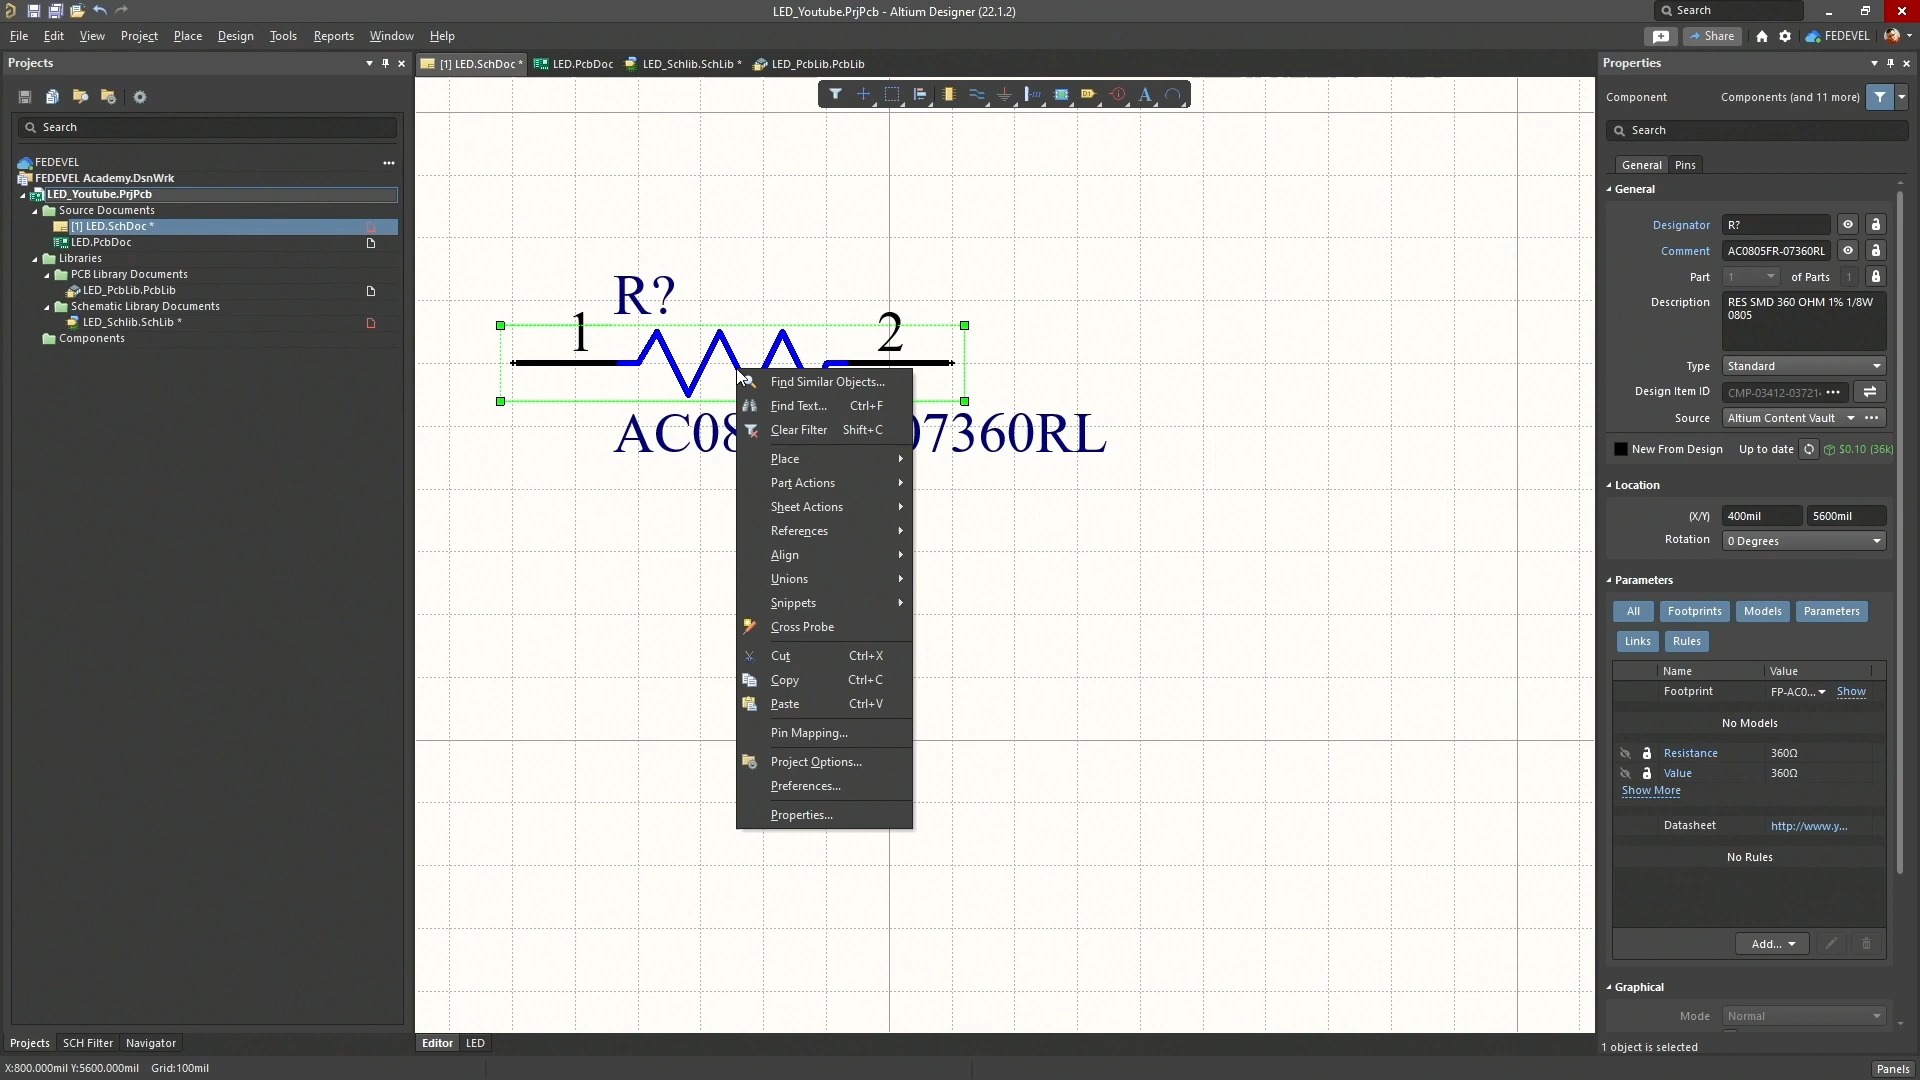 LED_Youtube.PrjPcb - Altium Designer (22.1.2)
Search
File Edit View Project Place Design Tools Reports Window Help
Share
FEDEVEL
Projects
[1] LED.SchDoc *
LED.PcbDoc
LED_Schlib.SchLib *
LED_PcbLib.PcbLib
Properties
Component
Components (and 11 more)
Search
Search
FEDEVEL
FEDEVEL Academy.DsnWrk
LED_Youtube.PrjPcb
Source Documents
[1] LED.SchDoc *
LED.PcbDoc
Libraries
PCB Library Documents
LED_PcbLib.PcbLib
Schematic Library Documents
LED_Schlib.SchLib *
Components
R?
1
2
AC08
07360RL
Find Similar Objects...
Find Text... Ctrl+F
Clear Filter Shift+C
Place
Part Actions
Sheet Actions
References
Align
Unions
Snippets
Cross Probe
Cut Ctrl+X
Copy Ctrl+C
Paste Ctrl+V
Pin Mapping...
Project Options...
Preferences...
Properties...
General Pins
General
Designator R?
Comment AC0805FR-07360RL
Part 1 of Parts 1
Description RES SMD 360 OHM 1% 1/8W
0805
Type Standard
Design Item ID CMP-03412-03721- •••
Source Altium Content Vault •••
New From Design Up to date $0.10 (36k)
Location
(X/Y) 400mil 5600mil
Rotation 0 Degrees
Parameters
All Footprints Models Parameters
Links Rules
Name Value
Footprint FP-AC0... Show
No Models
Resistance 360Ω
Value 360Ω
Show More
Datasheet http://www.y...
No Rules
Add...
Graphical
Mode Normal
1 object is selected
Projects SCH Filter Navigator
Editor LED
X:800.000mil Y:5600.000mil Grid:100mil
Panels